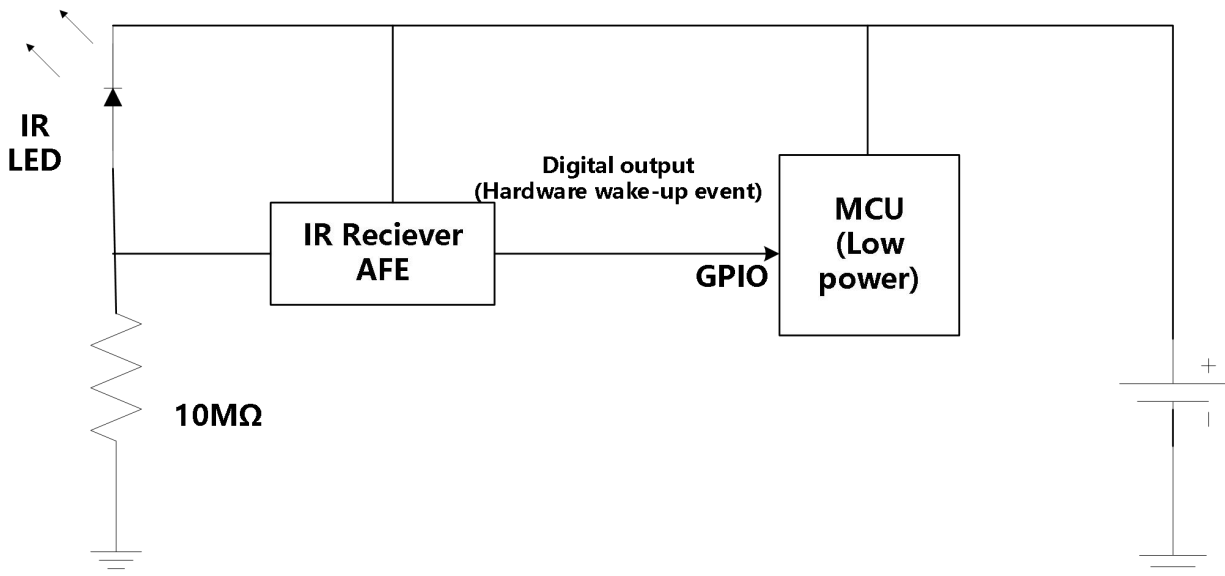 IR
LED
Digital output
(Hardware wake-up event)
IR Reciever
AFE
GPIO
MCU
(Low
power)
10MΩ
+
-